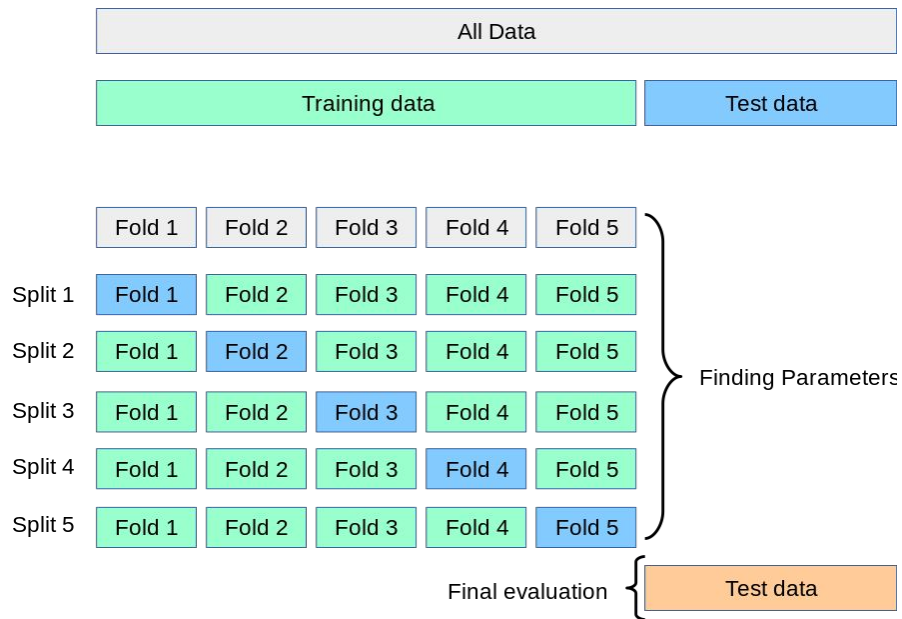 All Data
Training data Test data
Fold 1 Fold 2 Fold 3 Fold 4 Fold 5
Split 1 Fold 1 Fold 2 Fold 3 Fold 4 Fold 5
Split 2 Fold 1 Fold 2 Fold 3 Fold 4 Fold 5
Finding Parameters
Split 3 Fold 1 Fold 2 Fold 3 Fold 4 Fold 5
Split 4 Fold 1 Fold 2 Fold 3 Fold 4 Fold 5
Split 5 Fold 1 Fold 2 Fold 3 Fold 4 Fold 5
Final evaluation Test data